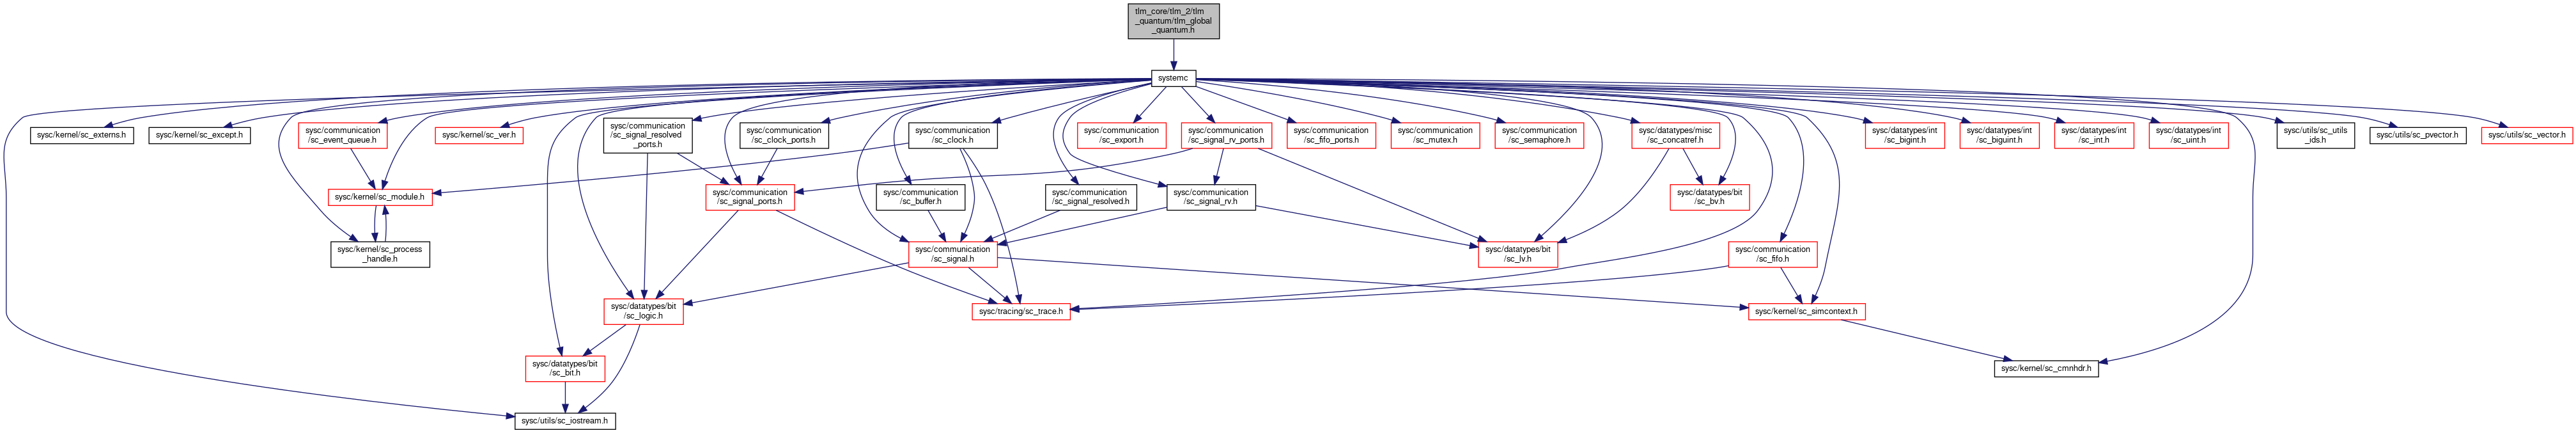 tlm_core/tlm_2/tlm
_quantum/tlm_global
_quantum.h
systemc
sysc/kernel/sc_externs.h
sysc/kernel/sc_except.h
sysc/communication
/sc_event_queue.h
sysc/kernel/sc_ver.h
sysc/communication
/sc_signal_resolved
_ports.h
sysc/communication
/sc_clock_ports.h
sysc/communication
/sc_clock.h
sysc/communication
/sc_export.h
sysc/communication
/sc_signal_rv_ports.h
sysc/communication
/sc_fifo_ports.h
sysc/communication
/sc_mutex.h
sysc/communication
/sc_semaphore.h
sysc/datatypes/misc
/sc_concatref.h
sysc/datatypes/int
/sc_bigint.h
sysc/datatypes/int
/sc_biguint.h
sysc/datatypes/int
/sc_int.h
sysc/datatypes/int
/sc_uint.h
sysc/utils/sc_utils
_ids.h
sysc/utils/sc_pvector.h
sysc/utils/sc_vector.h
sysc/kernel/sc_module.h
sysc/communication
/sc_signal_ports.h
sysc/communication
/sc_buffer.h
sysc/communication
/sc_signal_resolved.h
sysc/communication
/sc_signal_rv.h
sysc/datatypes/bit
/sc_bv.h
sysc/kernel/sc_process
_handle.h
sysc/communication
/sc_signal.h
sysc/datatypes/bit
/sc_lv.h
sysc/communication
/sc_fifo.h
sysc/datatypes/bit
/sc_logic.h
sysc/tracing/sc_trace.h
sysc/kernel/sc_simcontext.h
sysc/datatypes/bit
/sc_bit.h
sysc/kernel/sc_cmnhdr.h
sysc/utils/sc_iostream.h